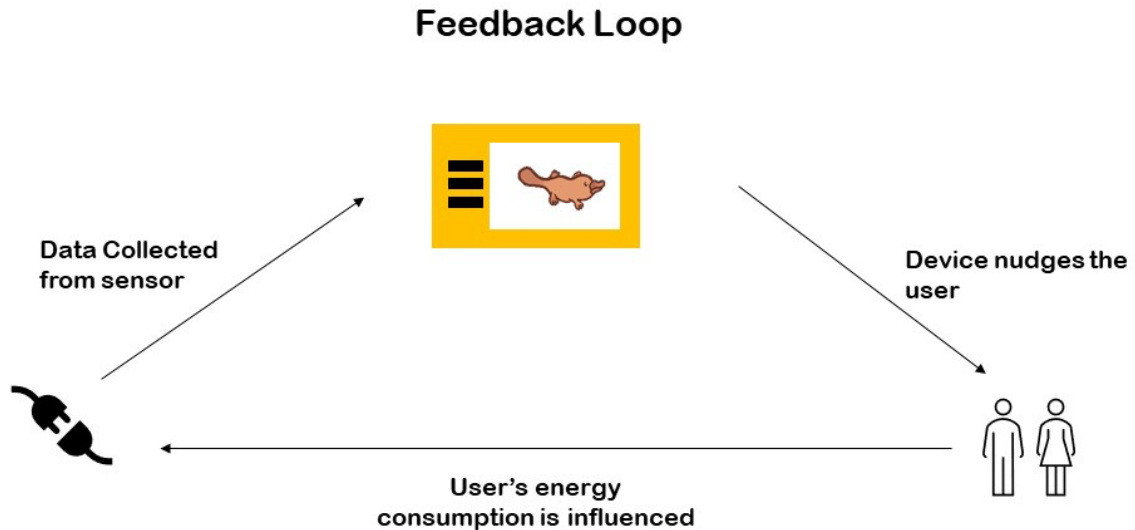 Feedback Loop
Data Collected
from sensor
Device nudges the
user
User’s energy
consumption is influenced